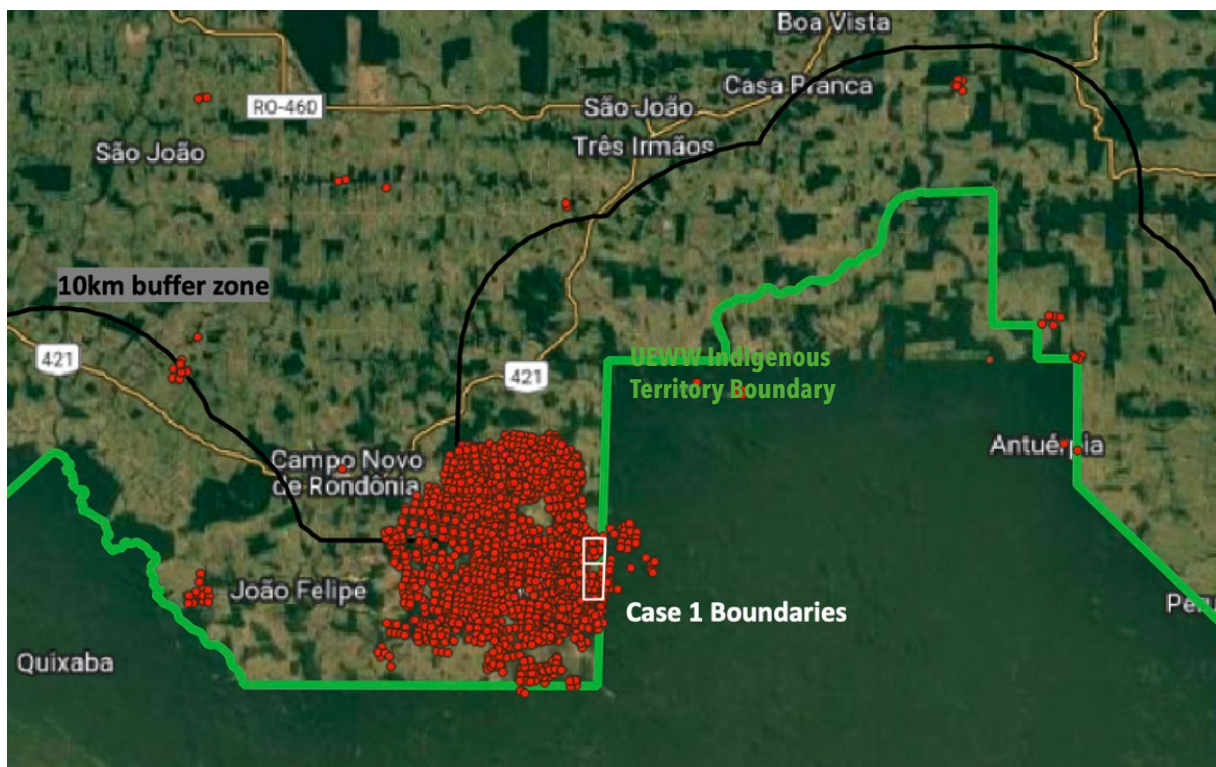 Boa Vista
Casa Branca
RO-460
São João
Três Irmãos
São João
10km buffer zone
421
UEWW Indigenous
Territory Boundary
421
Antuérpia
Campo Novo
de Rondônia
João Felipe
Case 1 Boundaries
Peru
Quixaba